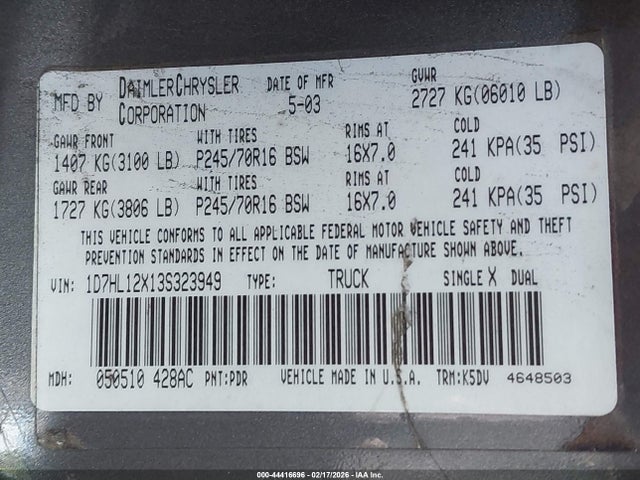 MFD BY DAIMLERCHRYSLER CORPORATION DATE OF MFR 5-03 GVWR 2727 KG(06010 LB)
GAWR FRONT WITH TIRES RIMS AT COLD
1407 KG(3100 LB) P245/70R16 BSW 16X7.0 241 KPA(35 PSI)
GAWR REAR WITH TIRES RIMS AT COLD
1727 KG(3806 LB) P245/70R16 BSW 16X7.0 241 KPA(35 PSI)
THIS VEHICLE CONFORMS TO ALL APPLICABLE FEDERAL MOTOR VEHICLE SAFETY AND THEFT
PREVENTION STANDARDS IN EFFECT ON THE DATE OF MANUFACTURE SHOWN ABOVE.
VIN: 1D7HL12X13S323949 TYPE: TRUCK SINGLE X DUAL
MDH: 050510 428AC PNT:PDR VEHICLE MADE IN U.S.A. TRM:K5DV 4648503
000-44416696 - 02/17/2026 - IAA Inc.